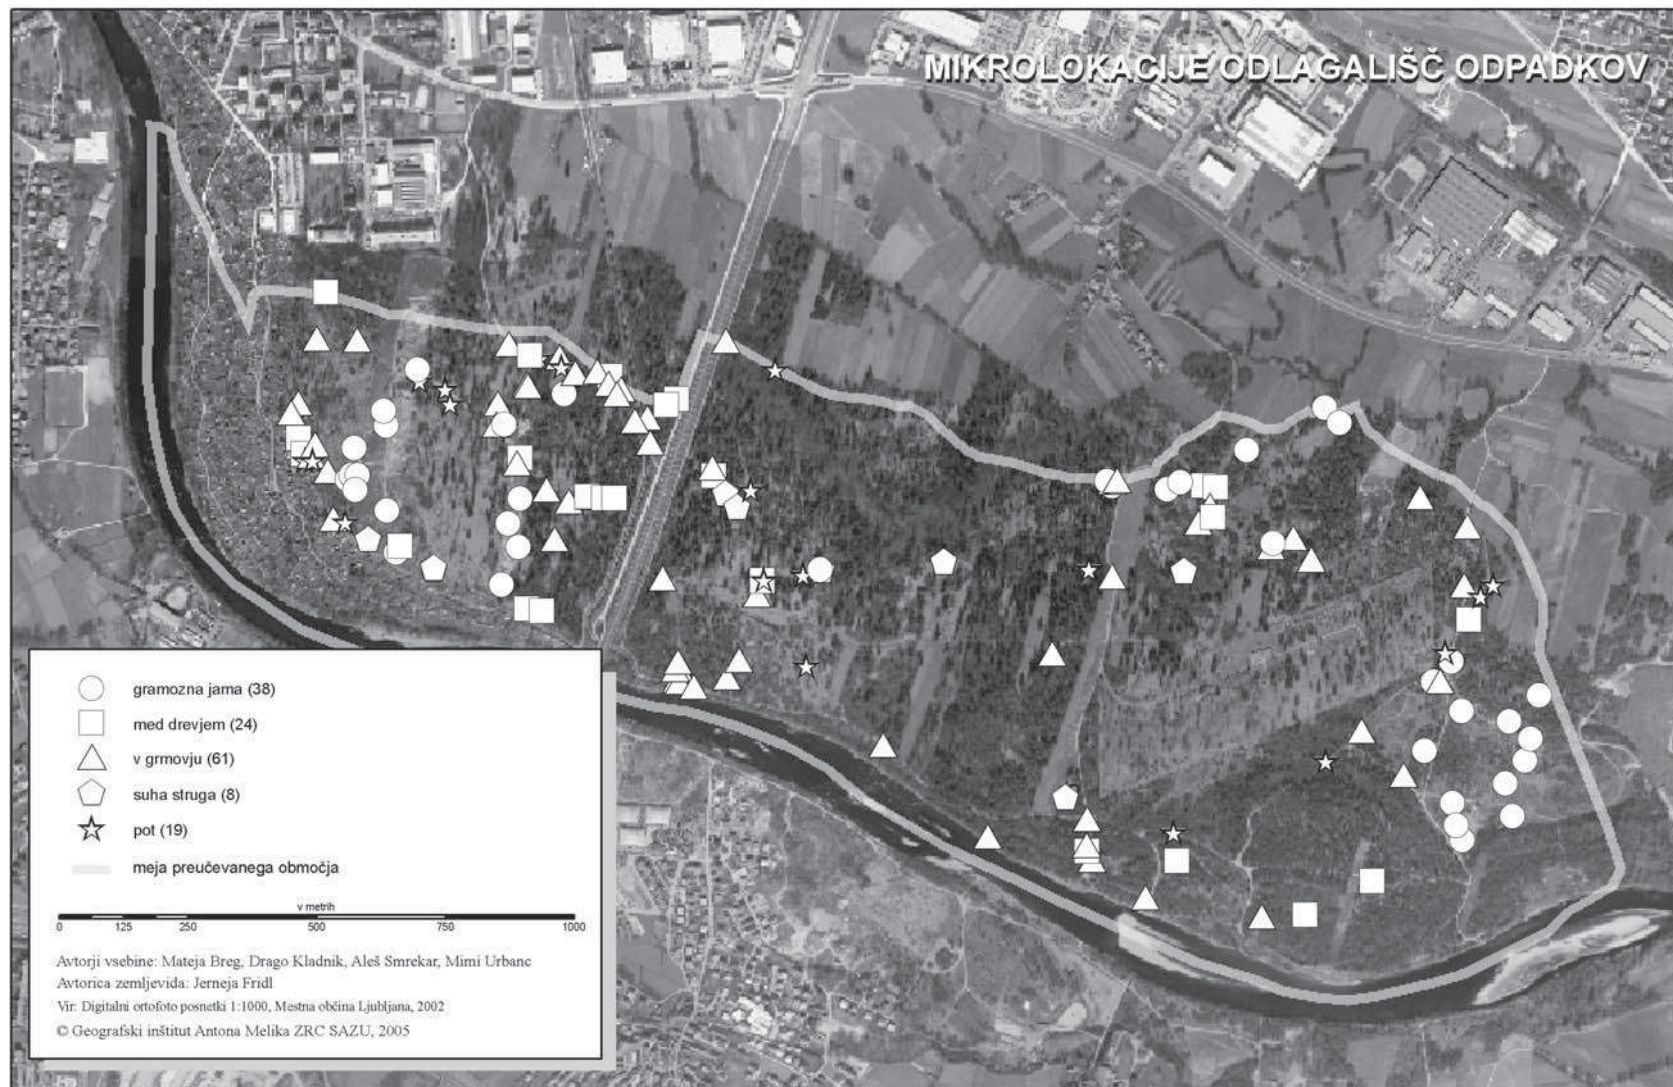 MIKROLOKACIJE ODLAGALIŠČ ODPADKOV
gramozna jama (38)
med drevjem (24)
v grmovju (61)
suha struga (8)
pot (19)
meja preučevanega območja
v metrih
0 125 250 500 750 1000
Avtorji vsebine: Mateja Breg, Drago Kladnik, Aleš Smrekar, Mimi Urbanc
Avtorica zemljevida: Jerneja Fridl
Vir: Digitalni ortofoto posnetki 1:1000, Mestna občina Ljubljana, 2002
© Geografski inštitut Antona Melika ZRC SAZU, 2005